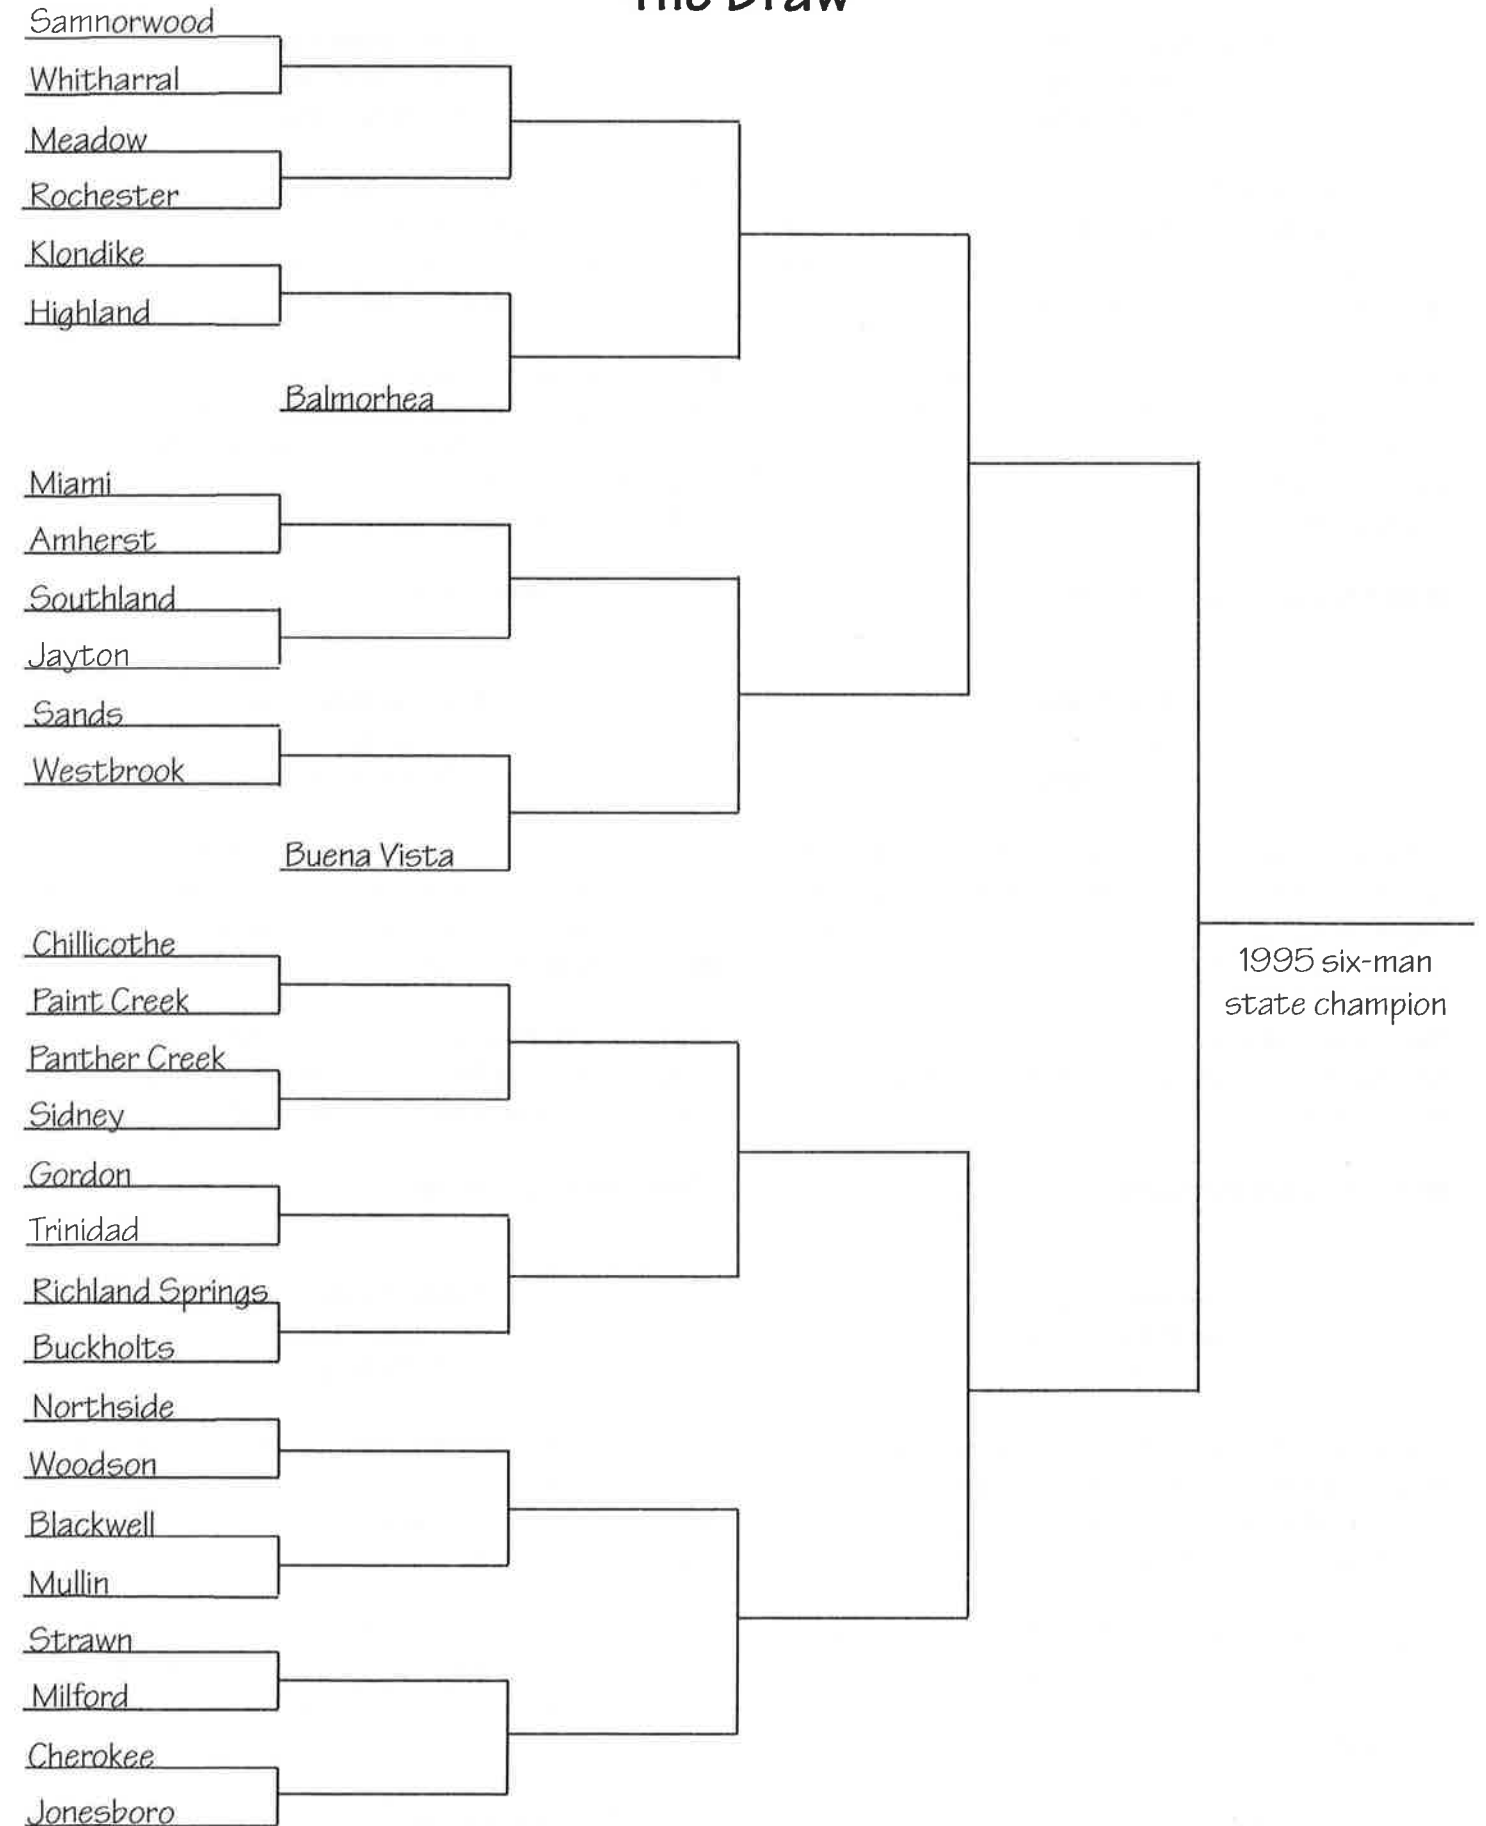 The Draw
Samnorwood
Whitharral
Meadow
Rochester
Klondike
Highland
Balmorhea
Miami
Amherst
Southland
Jayton
Sands
Westbrook
Buena Vista
Chillicothe
Paint Creek
Panther Creek
Sidney
Gordon
Trinidad
Richland Springs
Buckholts
Northside
Woodson
Blackwell
Mullin
Strawn
Milford
Cherokee
Jonesboro
1995 six-man
state champion